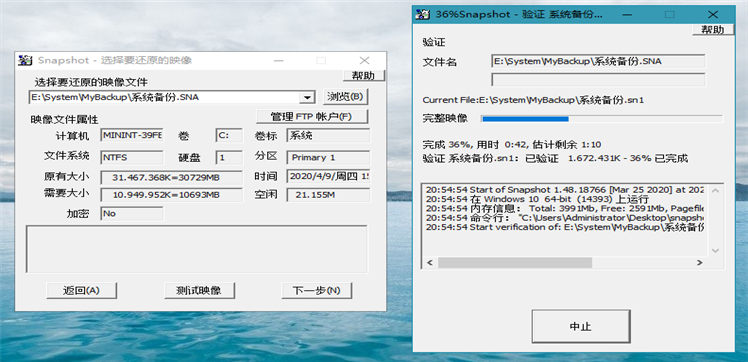 Snapshot - 选择要还原的映像
帮助
选择要还原的映像文件
E:\System\MyBackup\系统备份.SNA
浏览(B)
映像文件属性
管理 FTP 帐户(F)
计算机 MININT-39FE 卷 C: 卷标 系统
文件系统 NTFS 硬盘 1 分区 Primary 1
原有大小 31.467.368K=30729MB 时间 2020/4/9/周四 15
需要大小 10.949.952K=10693MB 空闲 21.155M
加密 No
返回(A) 测试映像 下一步(N)
36%Snapshot - 验证 系统备份...
帮助
验证
文件名 E:\System\MyBackup\系统备份.SNA
Current File:E:\System\MyBackup\系统备份.sn1
完整映像
完成 36%, 用时 0:42, 估计剩余 1:10
验证 系统备份.sn1: 已验证 1.672.431K - 36% 已完成
20:54:54 Start of Snapshot 1.48.18766 [Mar 25 2020] at 202
20:54:54 在 Windows 10 64-bit (14393) 上运行
20:54:54 内存信息: Total: 3991Mb, Free: 2591Mb, Pagefile
20:54:54 命令行: "C:\Users\Administrator\Desktop\snapsho
20:54:54 Start verification of: E:\System\MyBackup\系统备份
中止